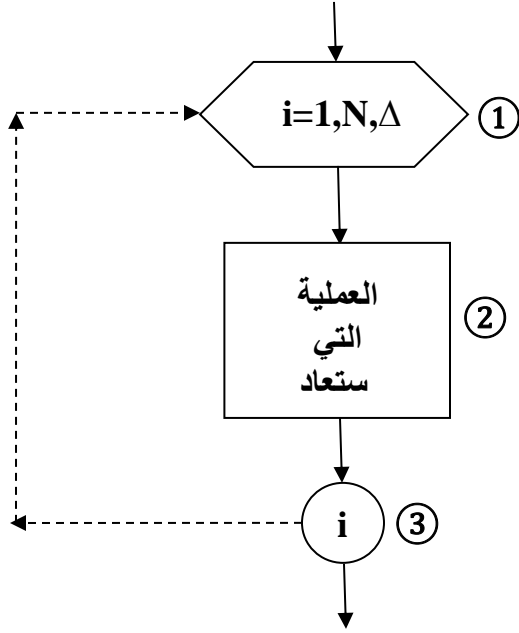 i=1,N,Δ
①
العملية
التي
ستعاد
②
i
③